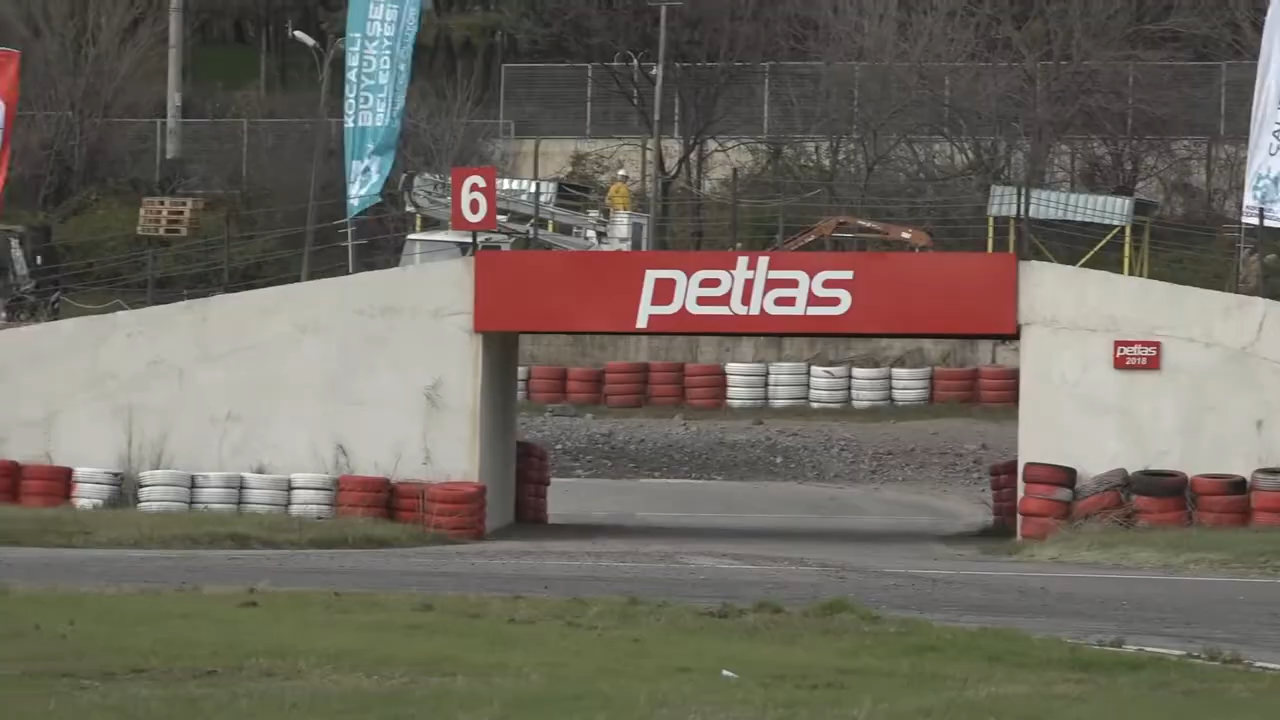 KOCAELİ
BÜYÜKŞEHİR
BELEDİYESİ
6
petlas
petlas
2018